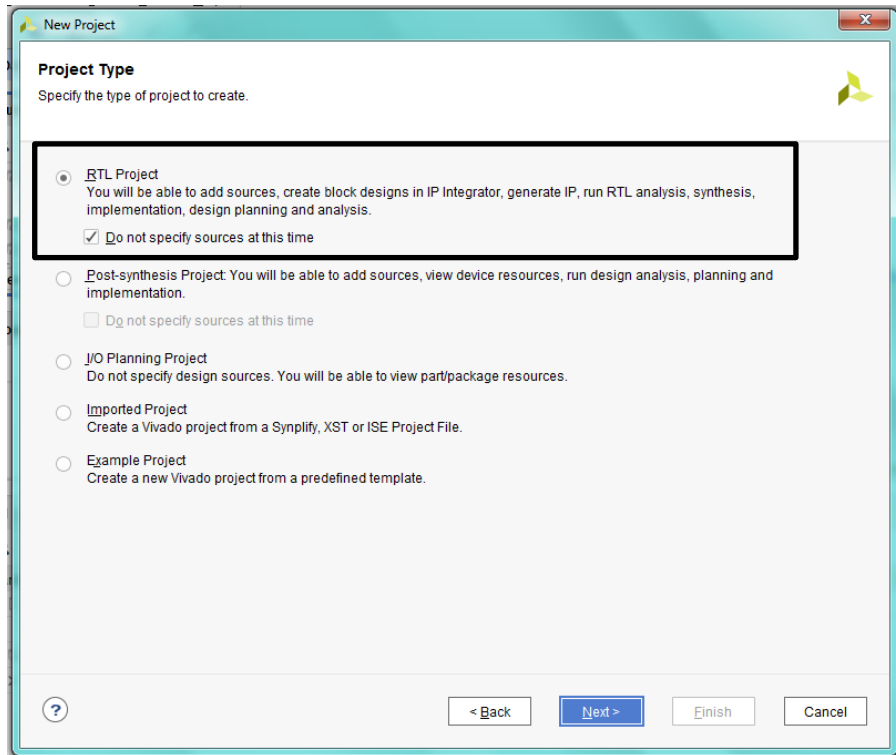 New Project
Project Type
Specify the type of project to create.
RTL Project
You will be able to add sources, create block designs in IP Integrator, generate IP, run RTL analysis, synthesis,
implementation, design planning and analysis.
Do not specify sources at this time
Post-synthesis Project: You will be able to add sources, view device resources, run design analysis, planning and
implementation.
Do not specify sources at this time
I/O Planning Project
Do not specify design sources. You will be able to view part/package resources.
Imported Project
Create a Vivado project from a Synplify, XST or ISE Project File.
Example Project
Create a new Vivado project from a predefined template.
?
< Back
Next >
Finish
Cancel